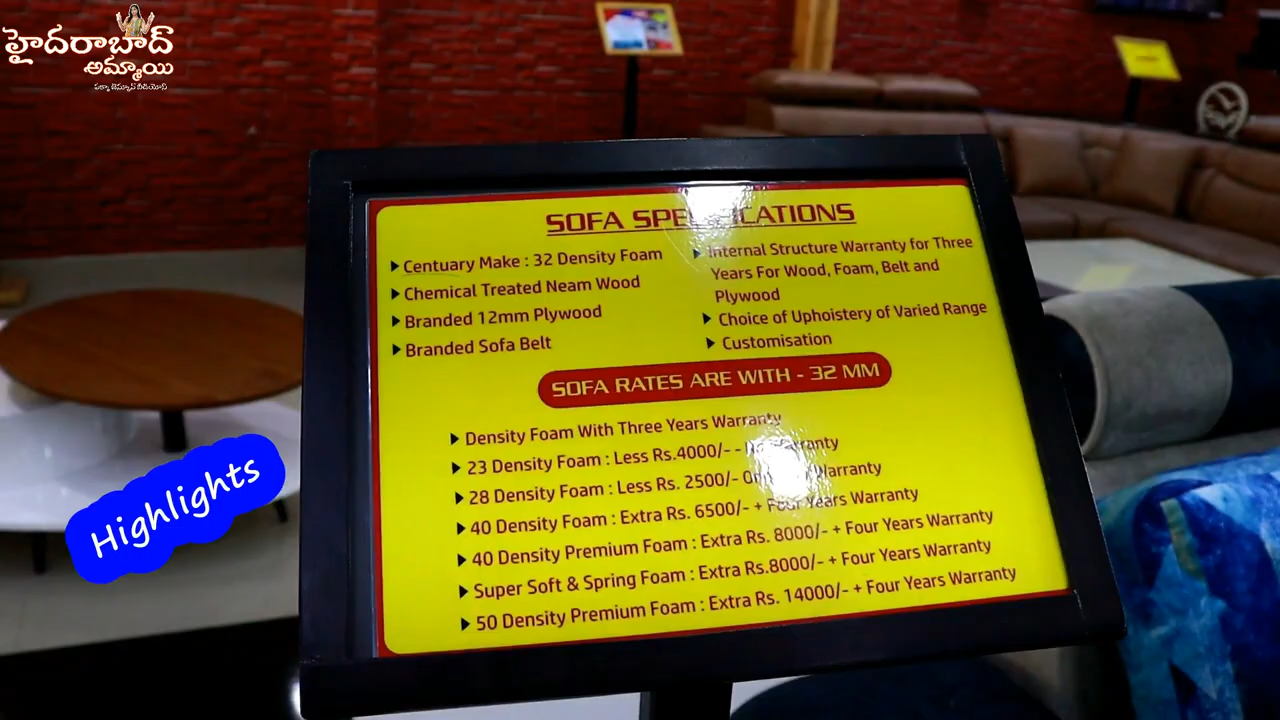 హైదరాబాద్
అమ్మాయి
SOFA SPECIFICATIONS
Centuary Make : 32 Density Foam
Chemical Treated Neam Wood
Branded 12mm Plywood
Branded Sofa Belt
Internal Structure Warranty for Three
Years For Wood, Foam, Belt and
Plywood
Choice of Uphoistery of Varied Range
Customisation
SOFA RATES ARE WITH - 32 MM
Density Foam With Three Years Warranty
23 Density Foam : Less Rs.4000/- - No Warranty
28 Density Foam : Less Rs. 2500/- Warranty
40 Density Foam : Extra Rs. 6500/- + Four Years Warranty
40 Density Premium Foam : Extra Rs. 8000/- + Four Years Warranty
Super Soft & Spring Foam : Extra Rs.8000/- + Four Years Warranty
50 Density Premium Foam : Extra Rs. 14000/- + Four Years Warranty
Highlights